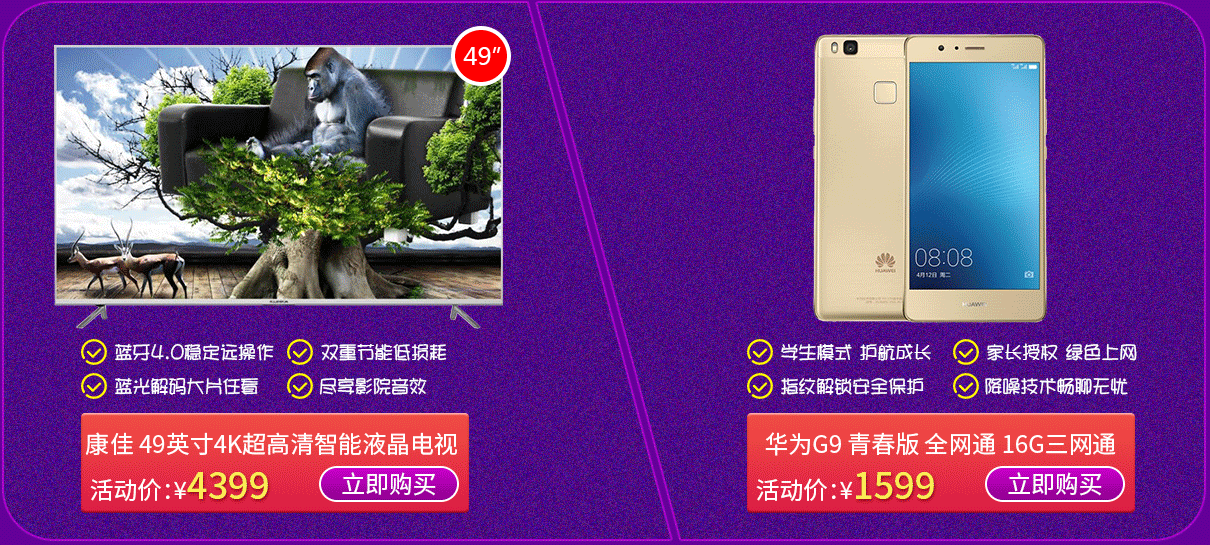 49"
蓝牙4.0稳定远操作
双重节能低损耗
蓝光解码大片任看
尽享影院音效
康佳 49英寸4K超高清智能液晶电视
活动价:¥4399
立即购买
HUAWEI
08:08
4月12日 周二
HUAWEI
学生模式 护航成长
家长授权 绿色上网
指纹解锁安全保护
降噪技术畅聊无忧
华为G9 青春版 全网通 16G三网通
活动价:¥1599
立即购买